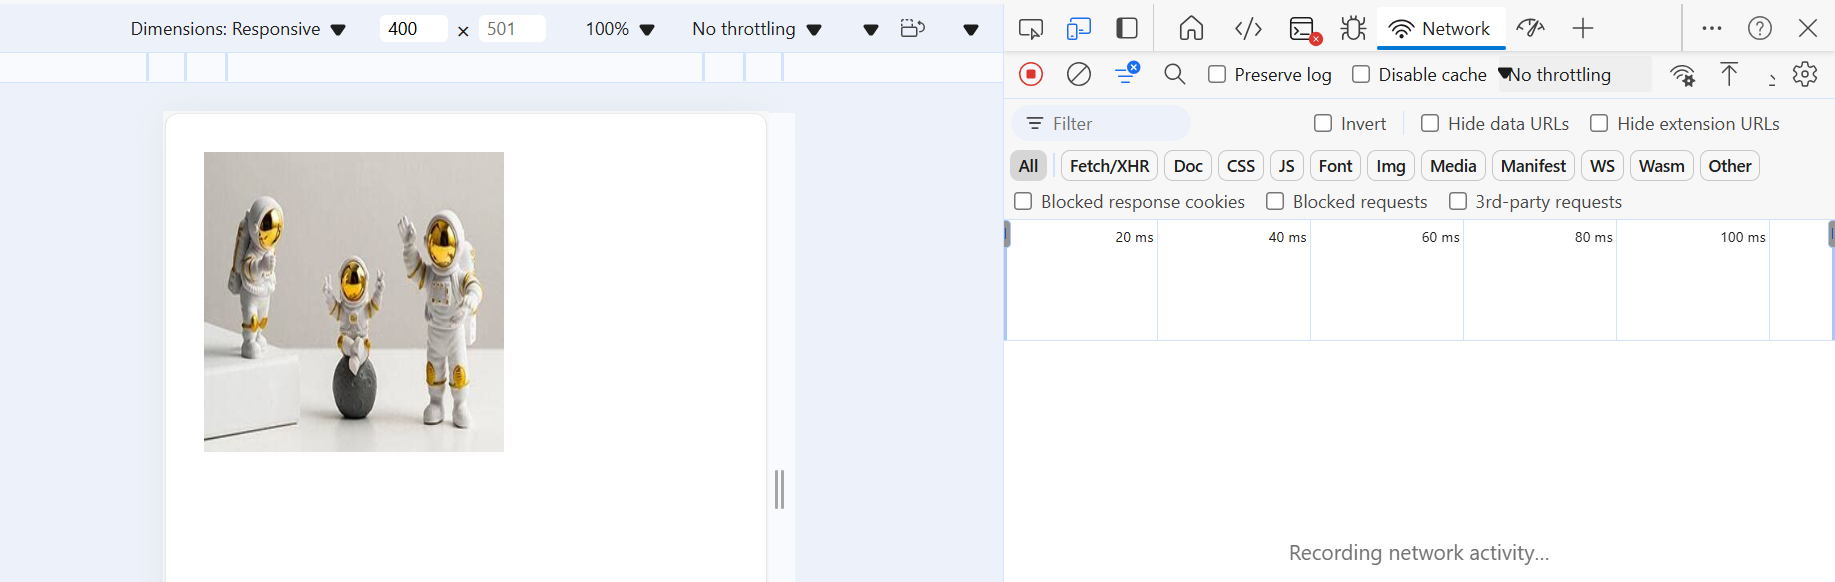 Dimensions: Responsive 400 × 501 100% No throttling
Network
Preserve log Disable cache No throttling
Filter Invert Hide data URLs Hide extension URLs
All Fetch/XHR Doc CSS JS Font Img Media Manifest WS Wasm Other
Blocked response cookies Blocked requests 3rd-party requests
20 ms 40 ms 60 ms 80 ms 100 ms
Recording network activity...